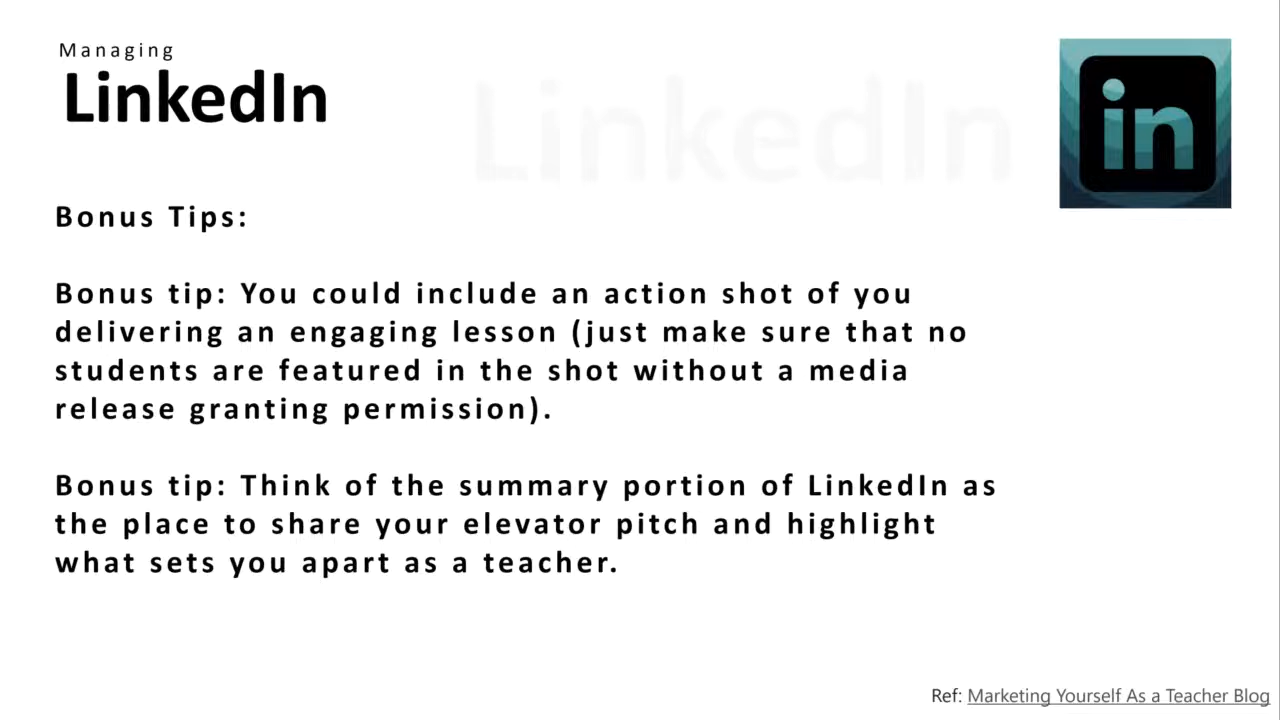 Managing
LinkedIn
LinkedIn
in
Bonus Tips:
Bonus tip: You could include an action shot of you
delivering an engaging lesson (just make sure that no
students are featured in the shot without a media
release granting permission).
Bonus tip: Think of the summary portion of LinkedIn as
the place to share your elevator pitch and highlight
what sets you apart as a teacher.
Ref: Marketing Yourself As a Teacher Blog